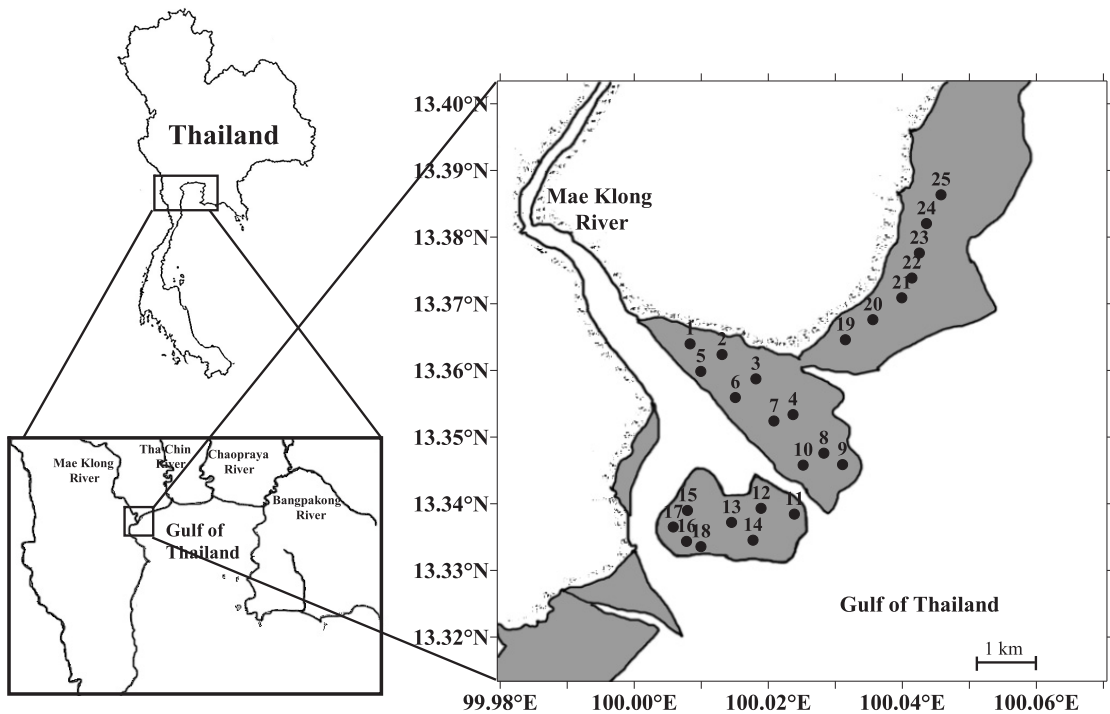 Thailand
Mae Klong
River
Tha Chin
River
Chaopraya
River
Bangpakong
River
Gulf of
Thailand
13.40°N
13.39°N
13.38°N
13.37°N
13.36°N
13.35°N
13.34°N
13.33°N
13.32°N
Mae Klong
River
25
24
23
22
21
20
19
1
2
5
3
6
4
7
8
10
9
15
12
11
17
13
16
18
14
Gulf of Thailand
1 km
99.98°E
100.00°E
100.02°E
100.04°E
100.06°E